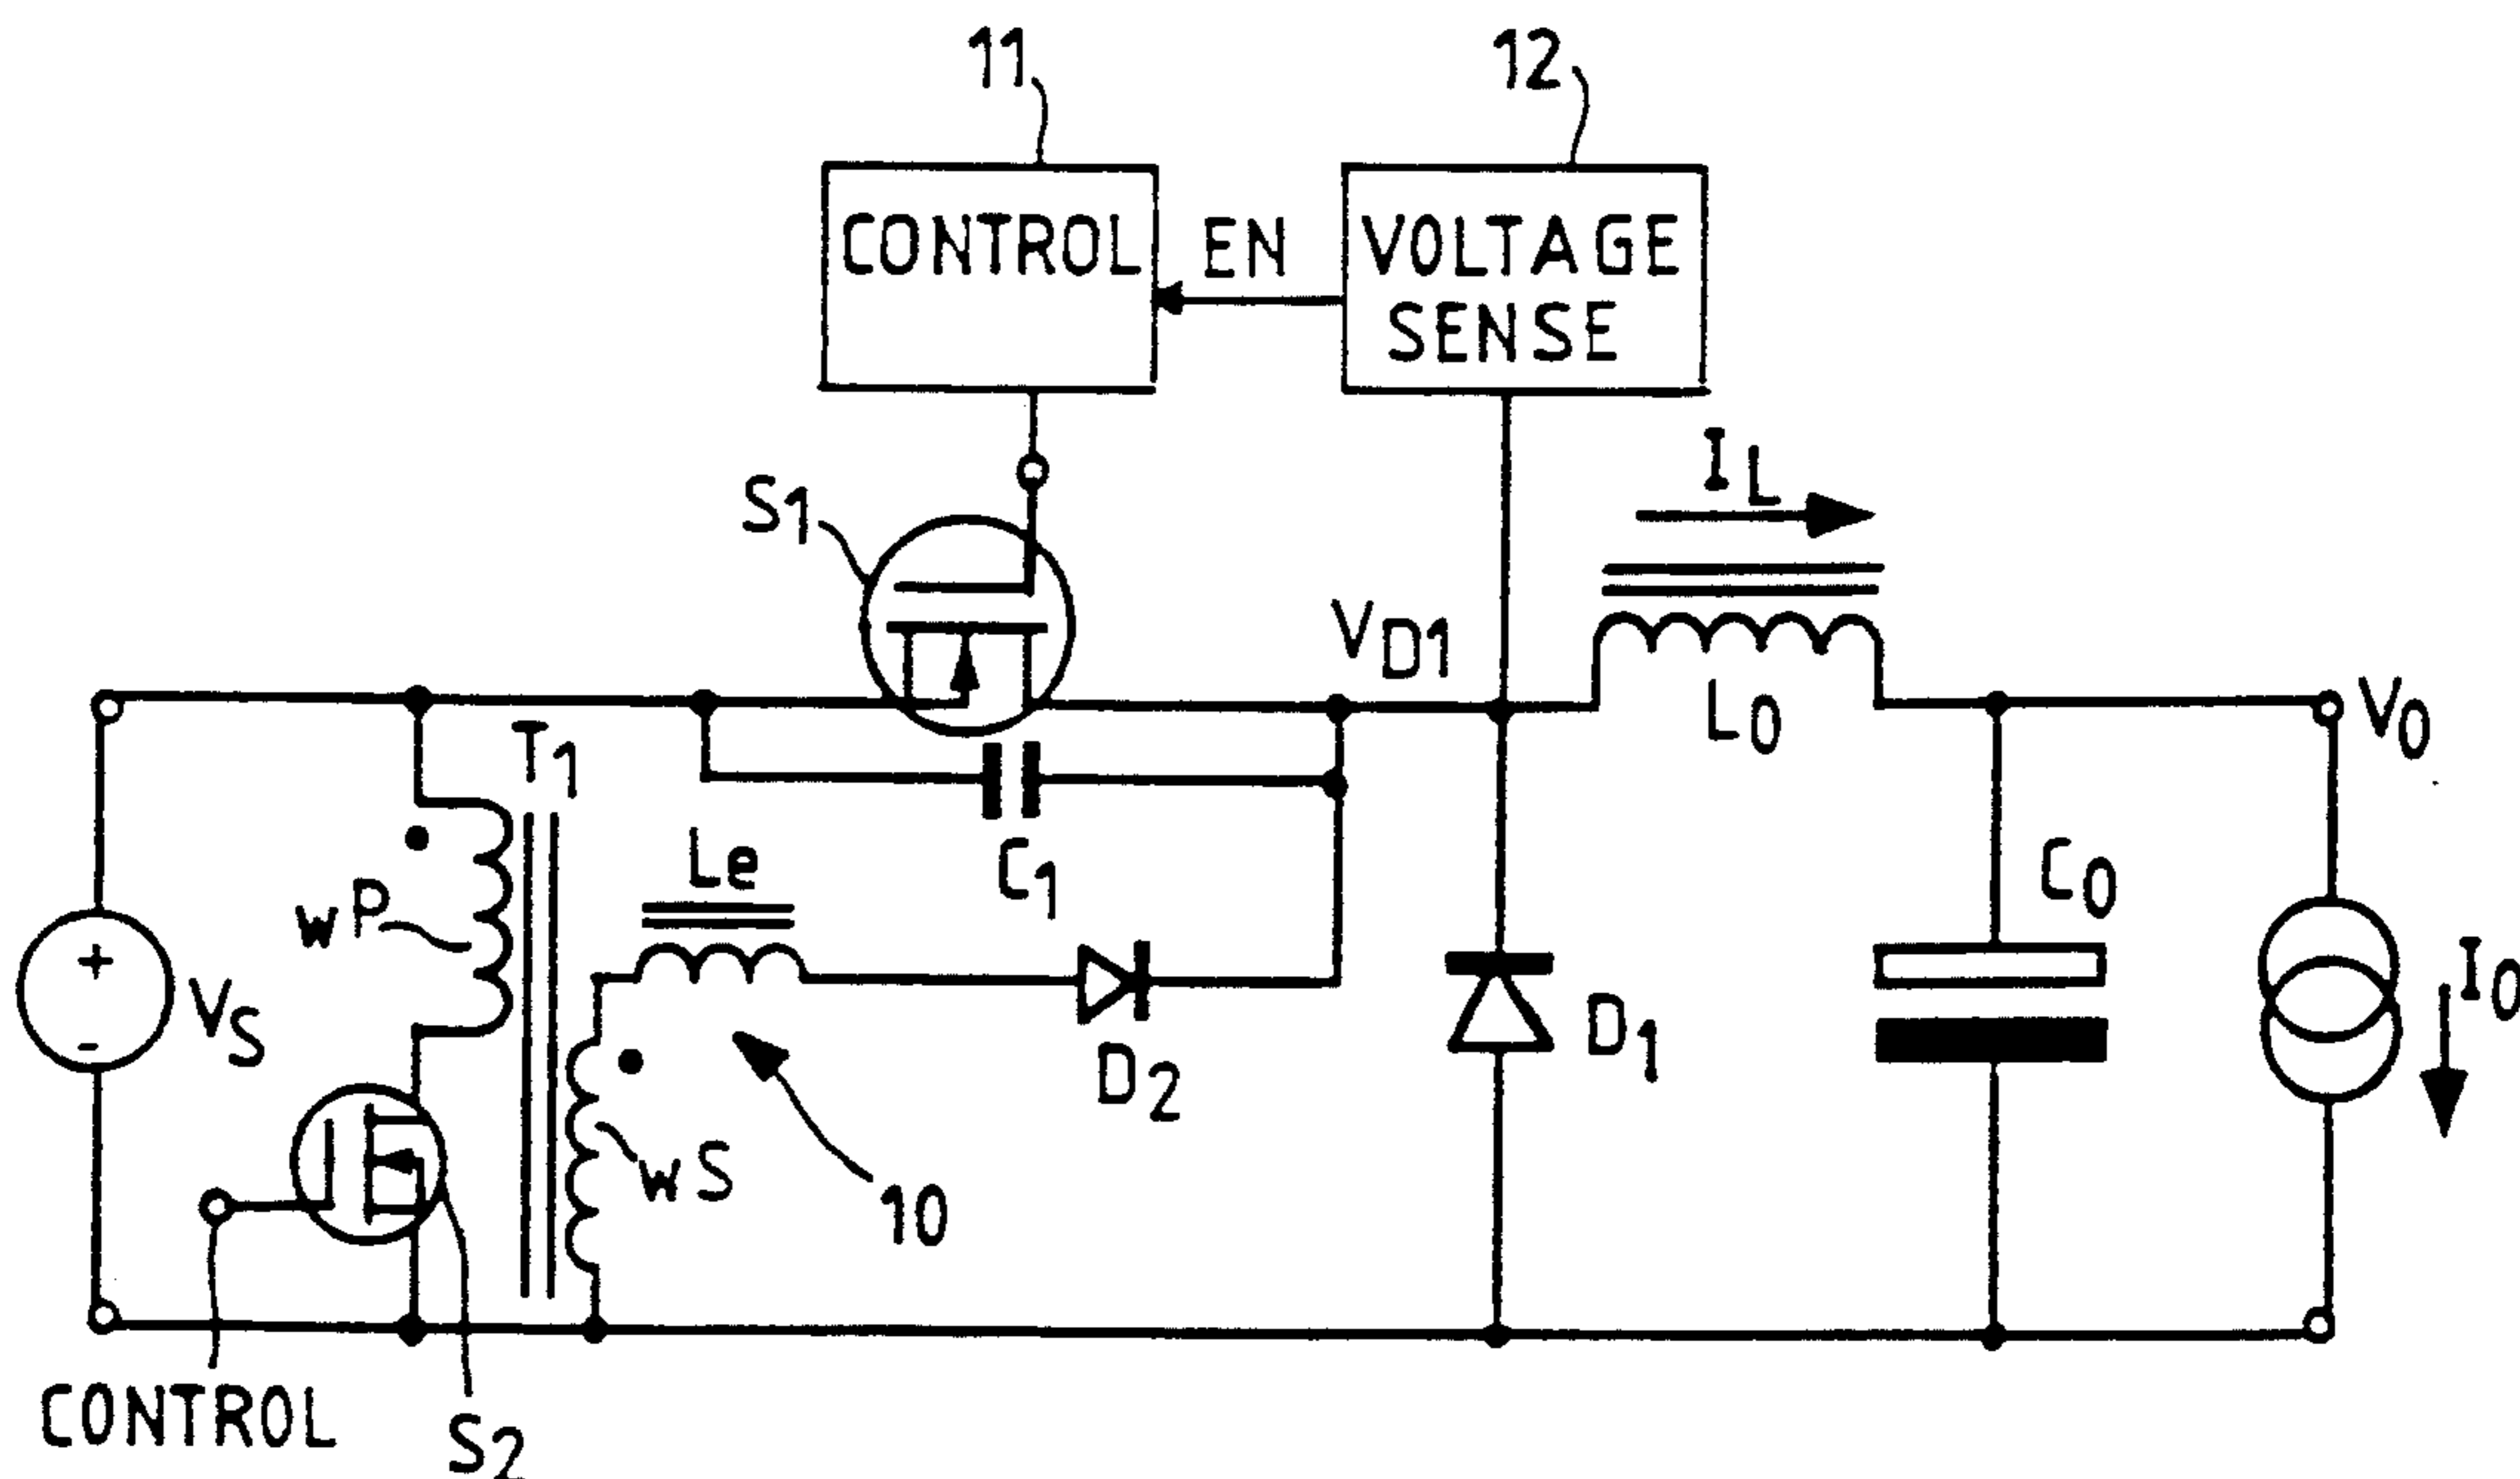 11
12
CONTROL
EN
VOLTAGE
SENSE
IL
S1
VD1
L0
V0
T1
C1
Le
wP
C0
I0
+
VS
-
D1
D2
wS
10
CONTROL
S2